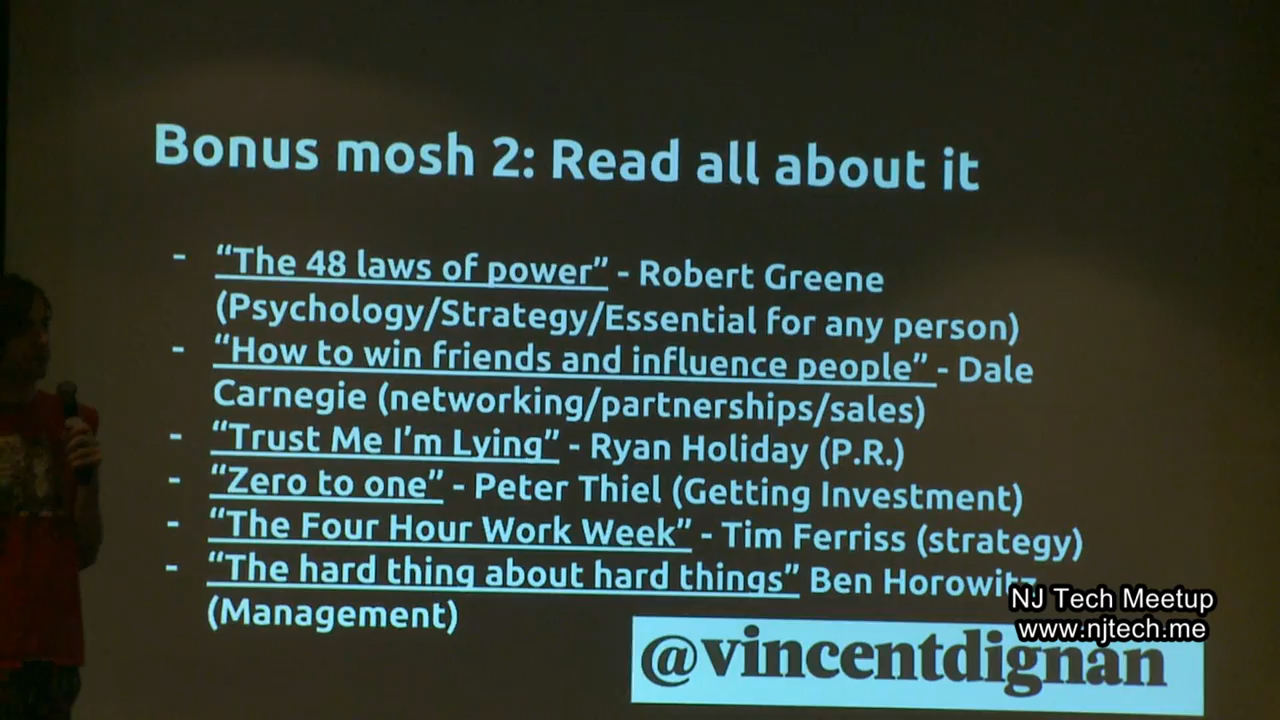 Bonus mosh 2: Read all about it
- “The 48 laws of power” - Robert Greene
(Psychology/Strategy/Essential for any person)
- “How to win friends and influence people” - Dale
Carnegie (networking/partnerships/sales)
- “Trust Me I’m Lying” - Ryan Holiday (P.R.)
- “Zero to one” - Peter Thiel (Getting Investment)
- “The Four Hour Work Week” - Tim Ferriss (strategy)
- “The hard thing about hard things” Ben Horowitz
(Management)
NJ Tech Meetup
www.njtech.me
@vincentdignan